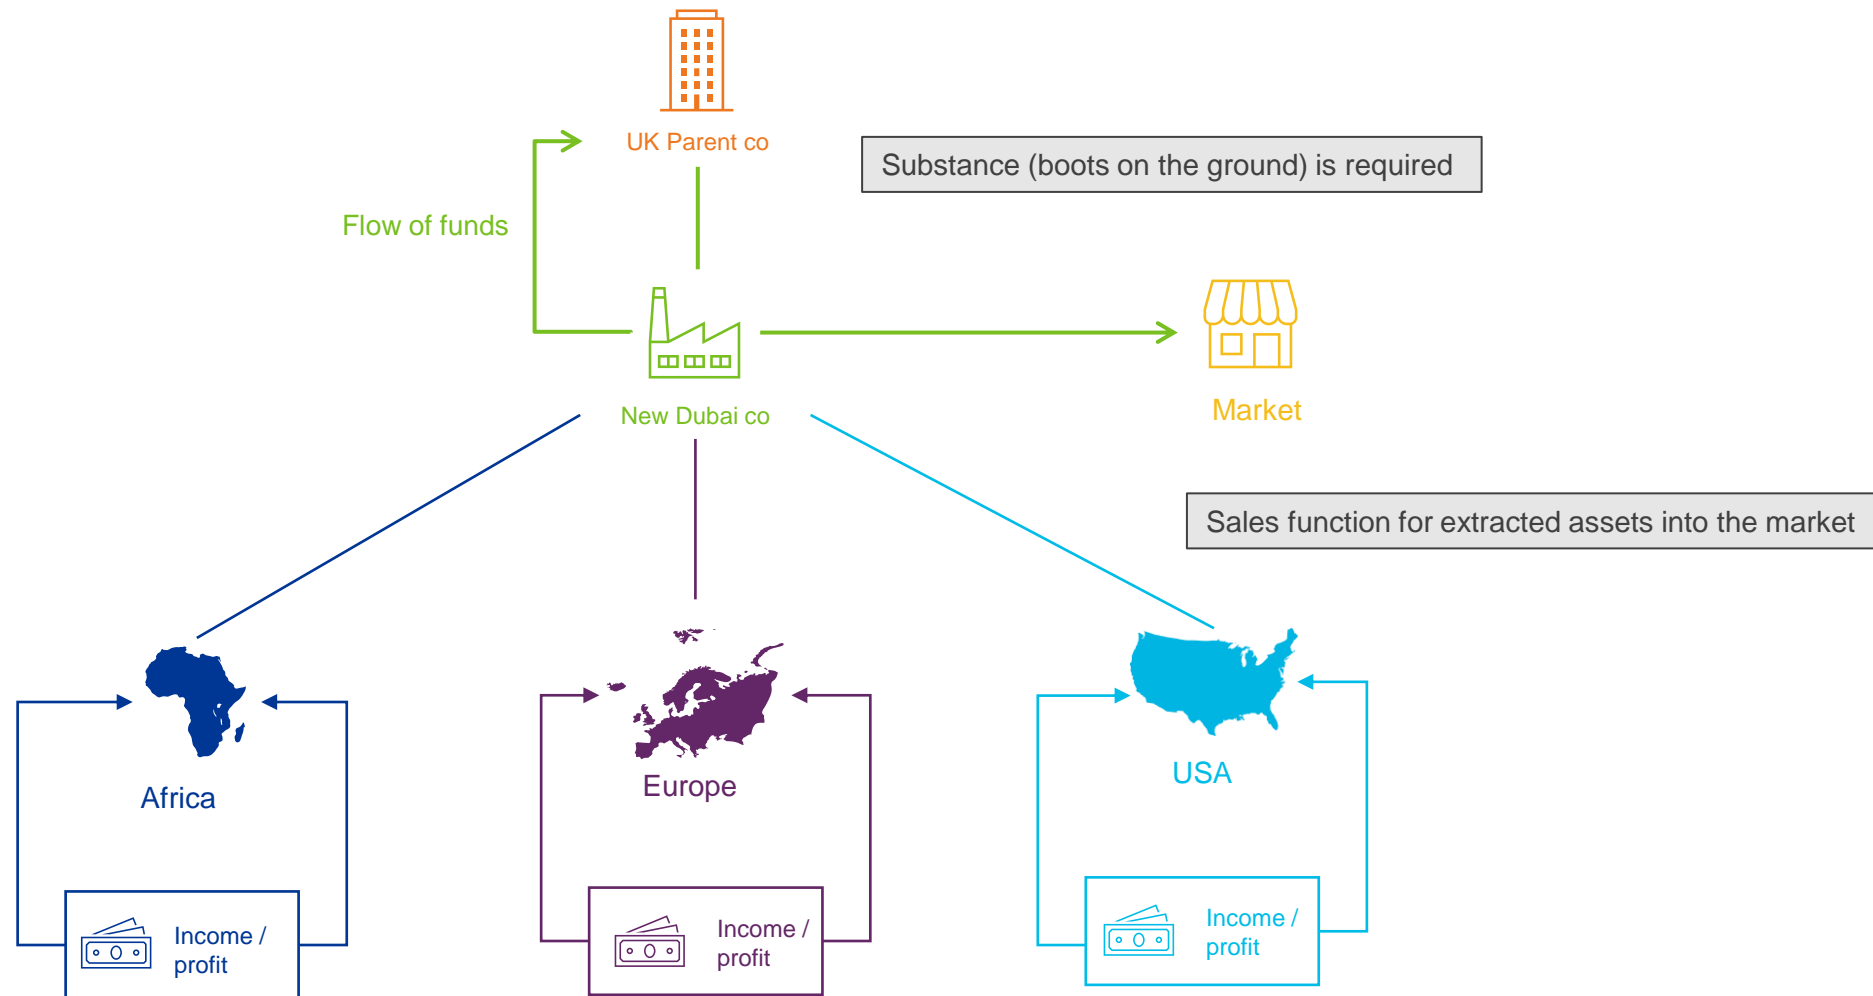 UK Parent co
Substance (boots on the ground) is required
Flow of funds
New Dubai co
Market
Sales function for extracted assets into the market
Africa
Europe
USA
Income /
profit
Income /
profit
Income /
profit